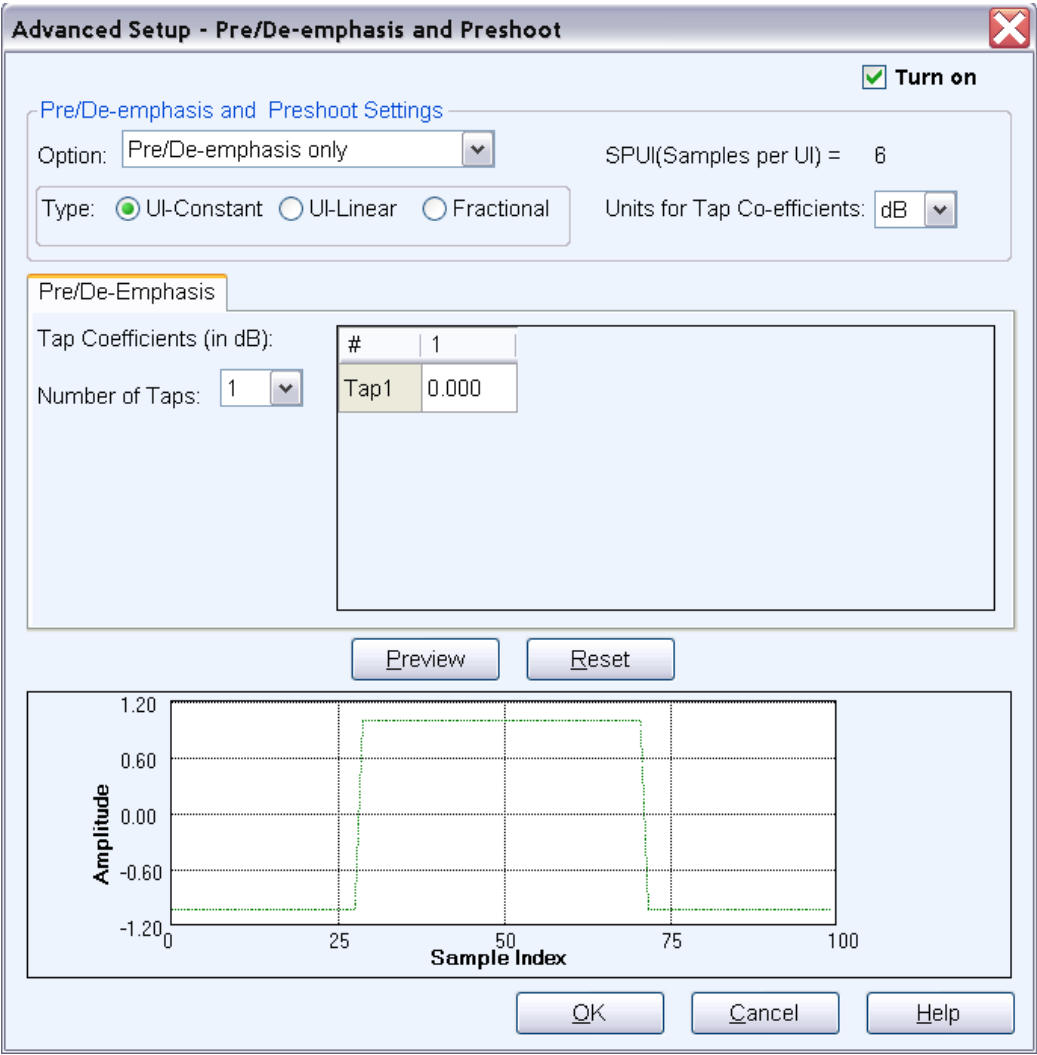 Advanced Setup - Pre/De-emphasis and Preshoot
Turn on
Pre/De-emphasis and  Preshoot Settings
Option: Pre/De-emphasis only
SPUI(Samples per UI) = 6
Type: UI-Constant UI-Linear Fractional
Units for Tap Co-efficients: dB
Pre/De-Emphasis
Tap Coefficients (in dB):
Number of Taps: 1
# 1
Tap1 0.000
Preview Reset
1.20
0.60
0.00
-0.60
-1.20
Amplitude
0 25 50 75 100
Sample Index
OK Cancel Help